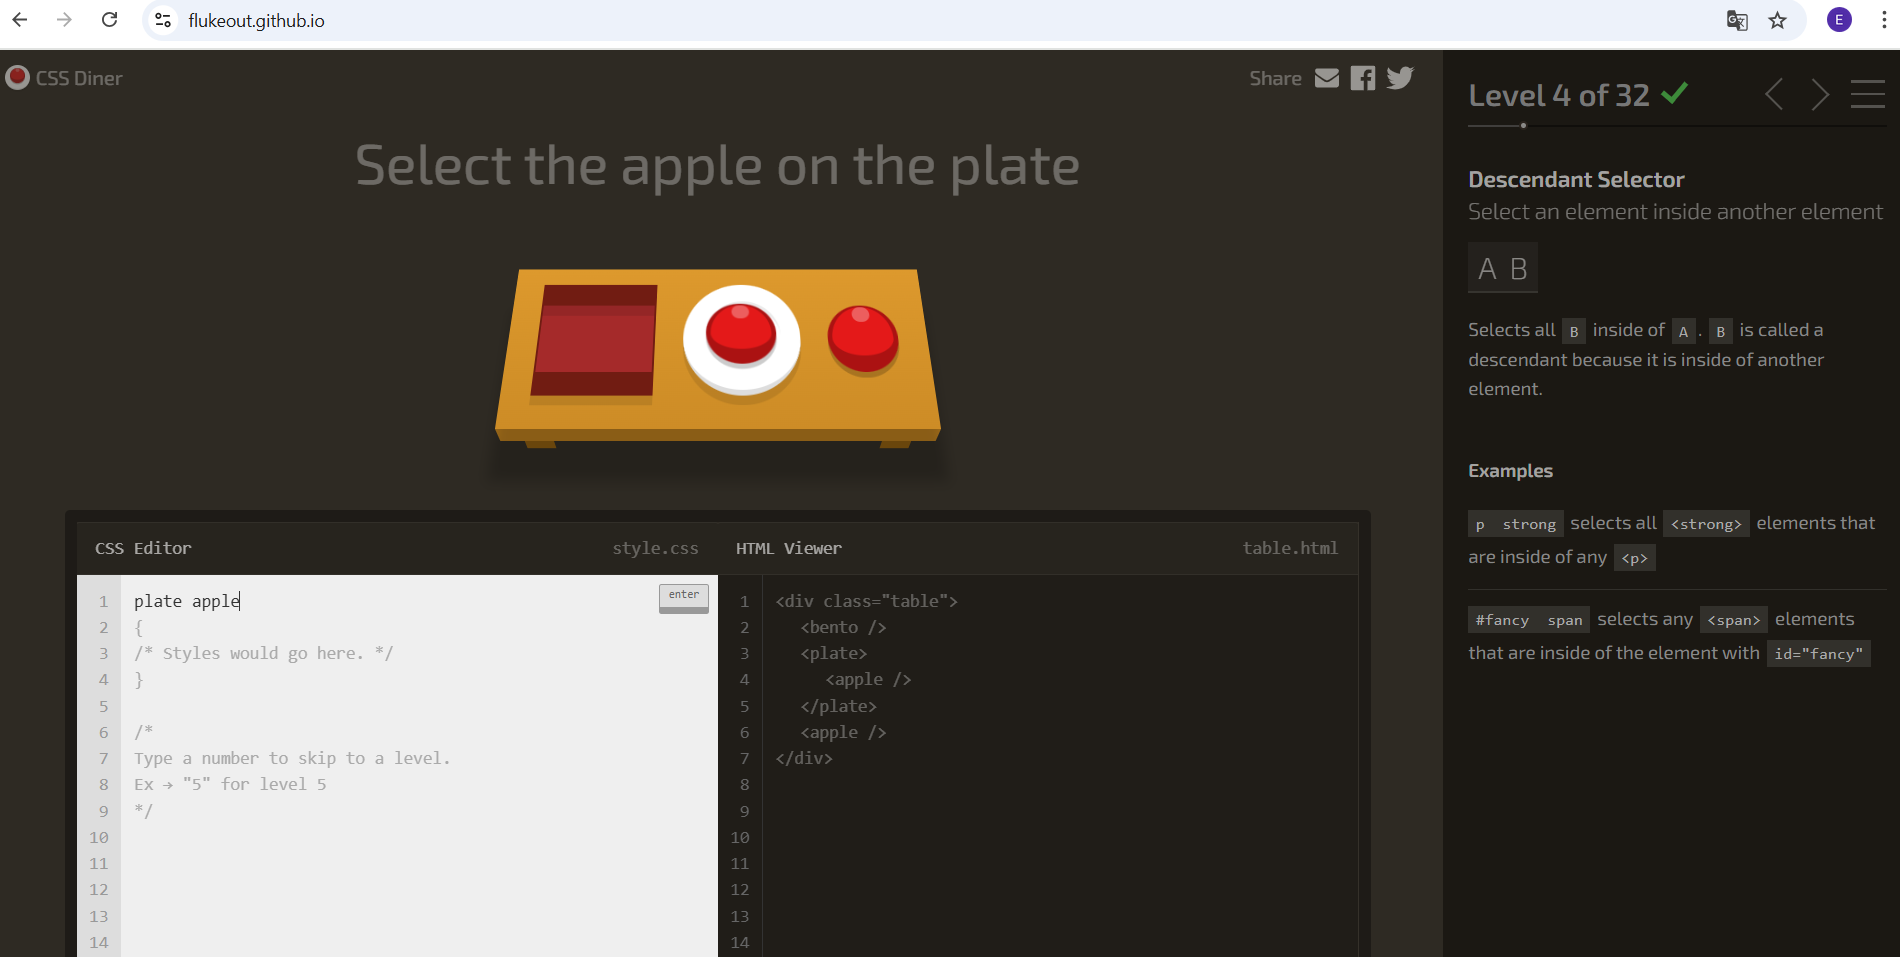 flukeout.github.io
E
CSS Diner
Share
Select the apple on the plate
CSS Editor
style.css
enter
1 plate apple
2 {
3 /* Styles would go here. */
4 }
5
6 /*
7 Type a number to skip to a level.
8 Ex → "5" for level 5
9 */
10
11
12
13
14
HTML Viewer
table.html
1 <div class="table">
2 <bento />
3 <plate>
4 <apple />
5 </plate>
6 <apple />
7 </div>
8
9
10
11
12
13
14
Level 4 of 32
Descendant Selector
Select an element inside another element
A B
Selects all B inside of A . B is called a
descendant because it is inside of another
element.
Examples
p strong selects all <strong> elements that
are inside of any <p>
#fancy span selects any <span> elements
that are inside of the element with id="fancy"